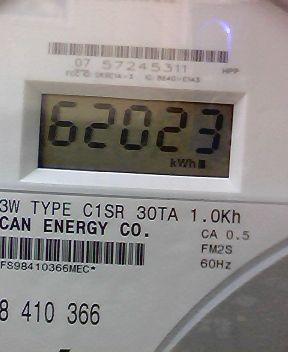 07 57245311
HPP
62023
kWh
3W TYPE C1SR 30TA 1.0Kh
CAN ENERGY CO.
CA 0.5
FM2S
60Hz
FS98410366MEC*
8 410 366